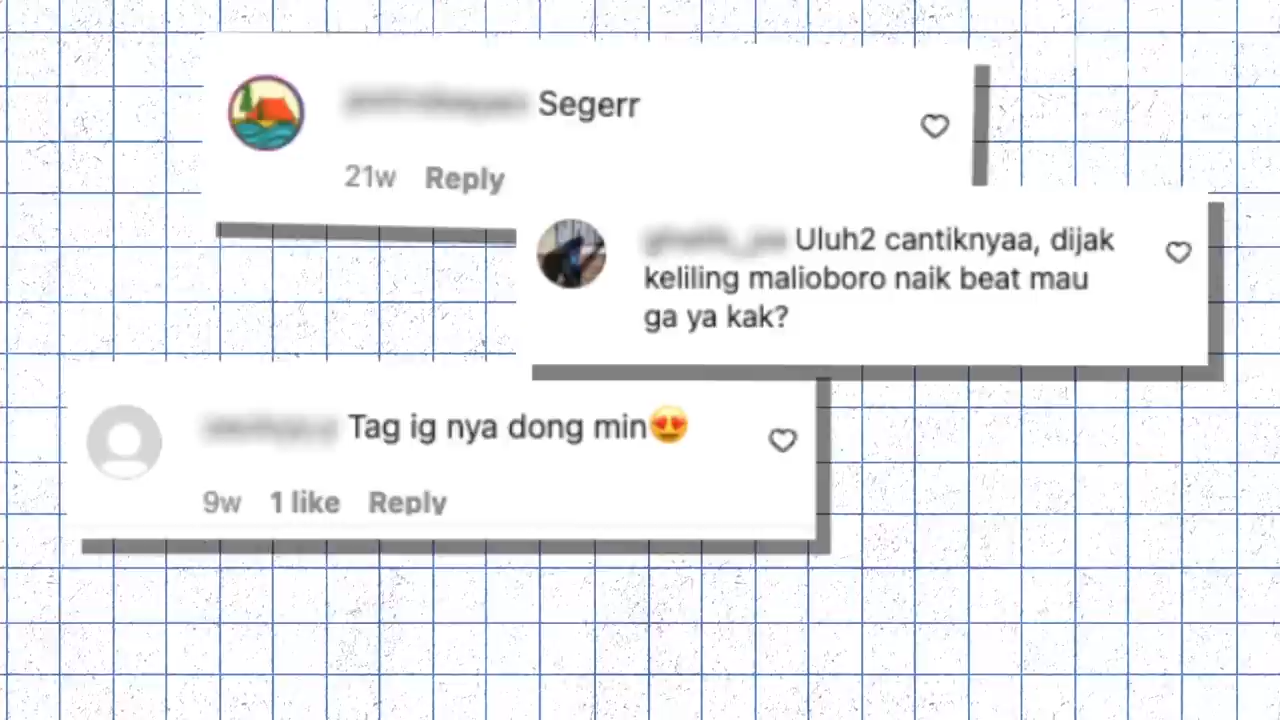 Segerr
21w Reply
Uluh2 cantiknyaa, dijak
keliling malioboro naik beat mau
ga ya kak?
Tag ig nya dong min😍
9w 1 like Reply